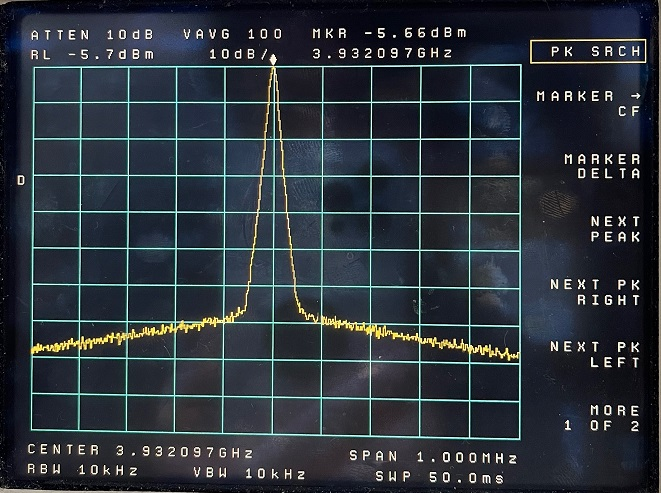 ATTEN 10dB VAVG 100 MKR -5.66dBm
RL -5.7dBm 10dB/ 3.932097GHz
PK SRCH
MARKER →
CF
MARKER
DELTA
D
NEXT
PEAK
NEXT PK
RIGHT
NEXT PK
LEFT
MORE
1 OF 2
CENTER 3.932097GHz SPAN 1.000MHz
RBW 10kHz VBW 10kHz SWP 50.0ms